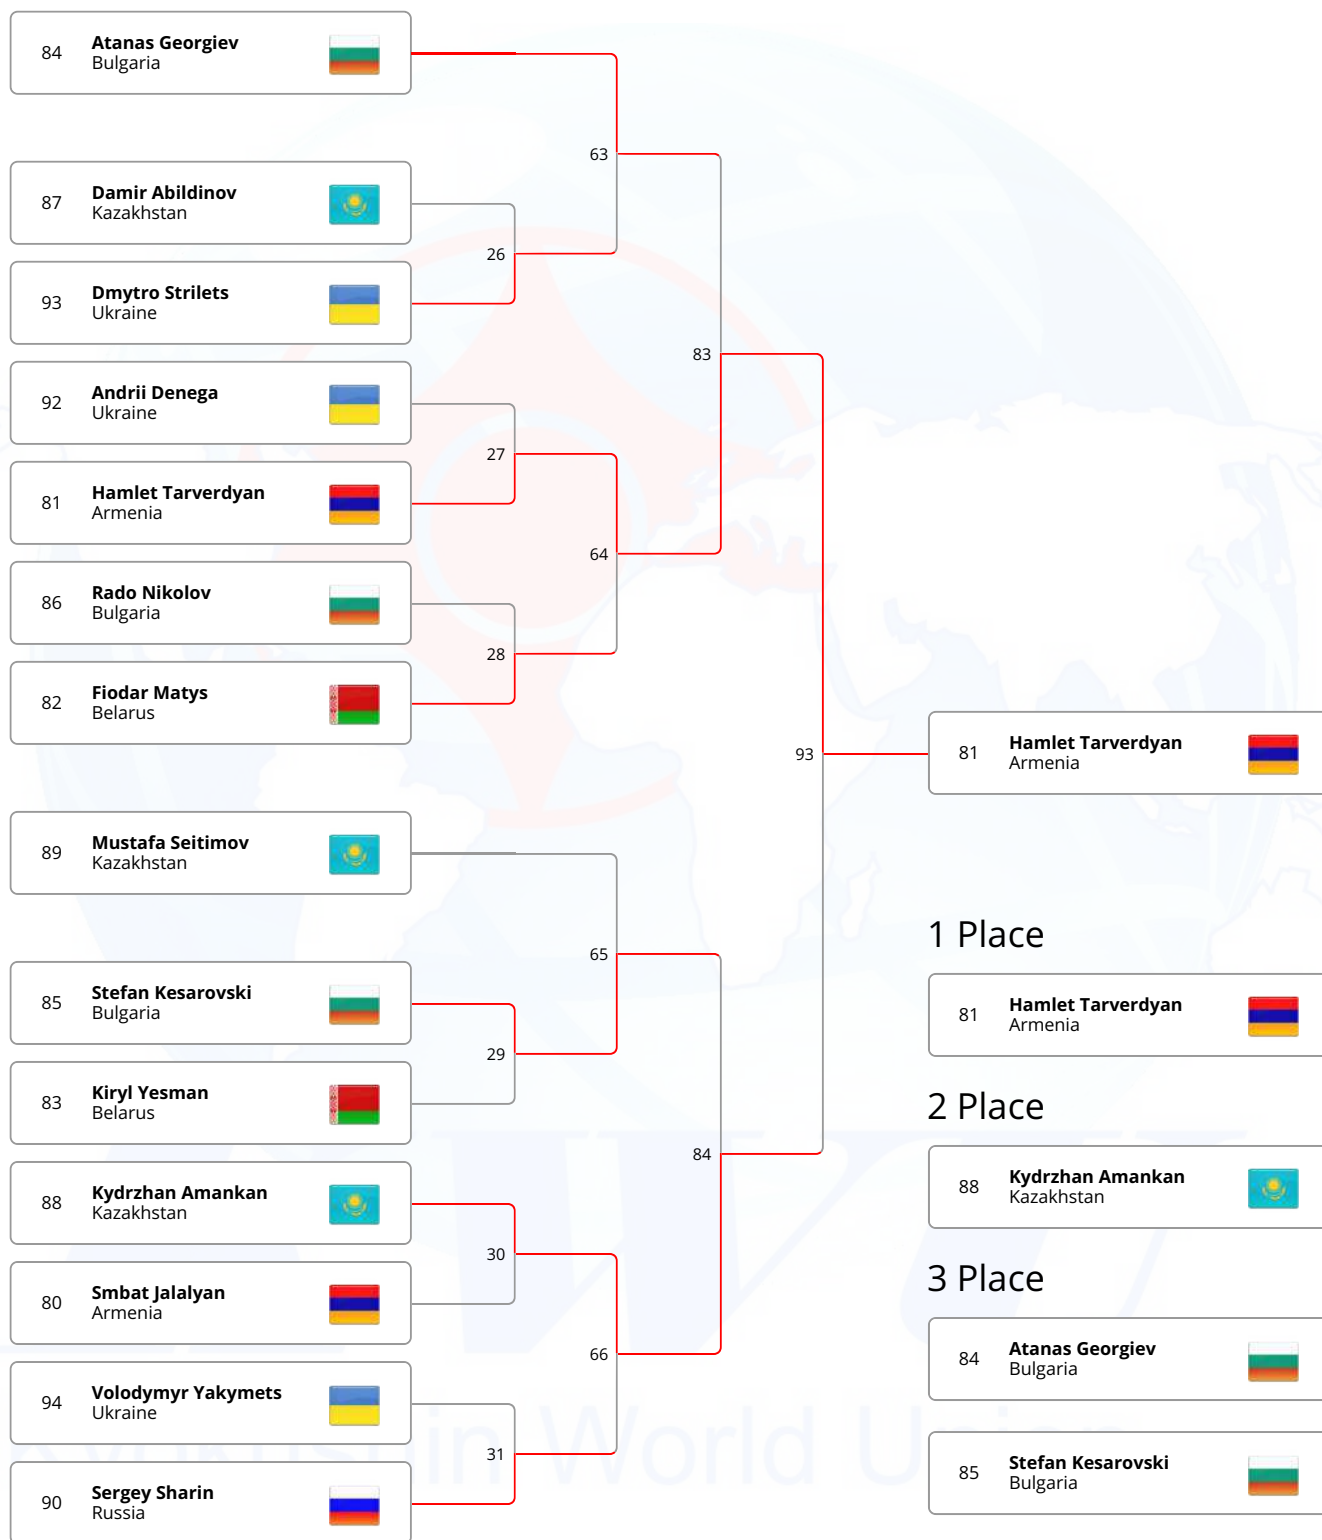 84
Atanas Georgiev
Bulgaria
63
87
Damir Abildinov
Kazakhstan
26
93
Dmytro Strilets
Ukraine
83
92
Andrii Denega
Ukraine
27
81
Hamlet Tarverdyan
Armenia
64
86
Rado Nikolov
Bulgaria
28
82
Fiodar Matys
Belarus
93
81
Hamlet Tarverdyan
Armenia
89
Mustafa Seitimov
Kazakhstan
65
85
Stefan Kesarovski
Bulgaria
29
83
Kiryl Yesman
Belarus
84
88
Kydrzhan Amankan
Kazakhstan
30
80
Smbat Jalalyan
Armenia
66
94
Volodymyr Yakymets
Ukraine
31
90
Sergey Sharin
Russia
1 Place
81
Hamlet Tarverdyan
Armenia
2 Place
88
Kydrzhan Amankan
Kazakhstan
3 Place
84
Atanas Georgiev
Bulgaria
85
Stefan Kesarovski
Bulgaria
World